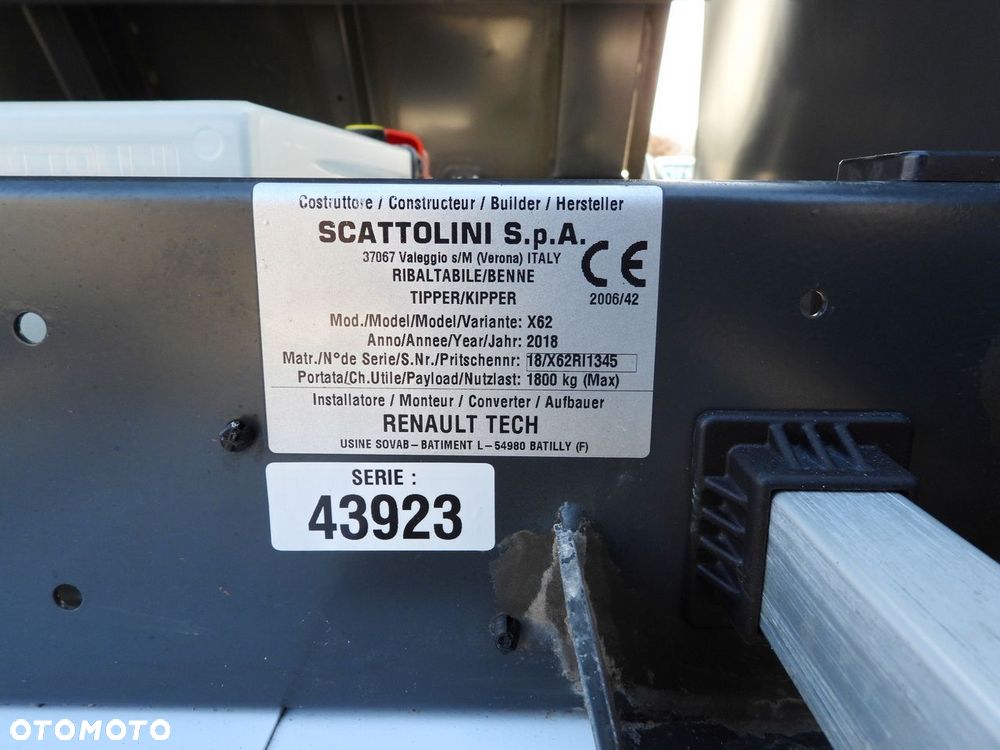 Costruttore / Constructeur / Builder / Hersteller
SCATTOLINI S.p.A.
37067 Valeggio s/M (Verona) ITALY
CE
RIBALTABILE/BENNE
TIPPER/KIPPER
2006/42
Mod./Model/Model/Variante: X62
Anno/Annee/Year/Jahr: 2018
Matr./N°de Serie/S.Nr./Pritschennr: 18/X62RI1345
Portata/Ch.Utile/Payload/Nutzlast: 1800 kg (Max)
Installatore / Monteur / Converter / Aufbauer
RENAULT TECH
USINE SOVAB-BATIMENT L-54980 BATILLY (F)
SERIE :
43923
OTOMOTO